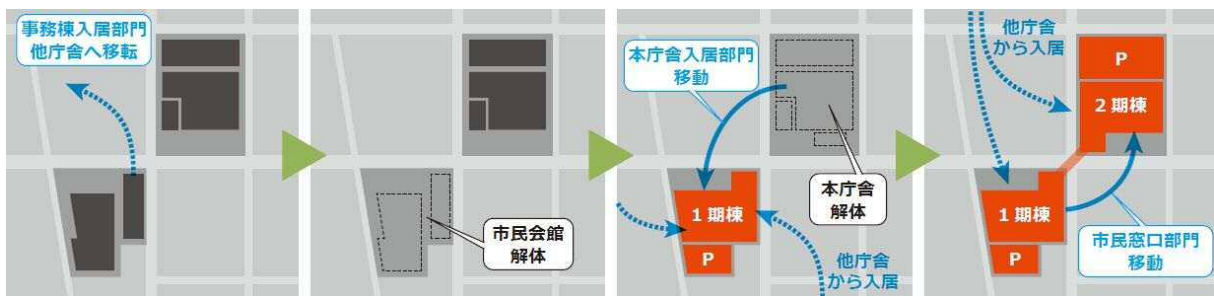 事務棟入居部門
他庁舎へ移転
市民会館
解体
本庁舎入居部門
移動
本庁舎
解体
1期棟
P
他庁舎
から入居
他庁舎
から入居
P
2期棟
1期棟
P
市民窓口部門
移動